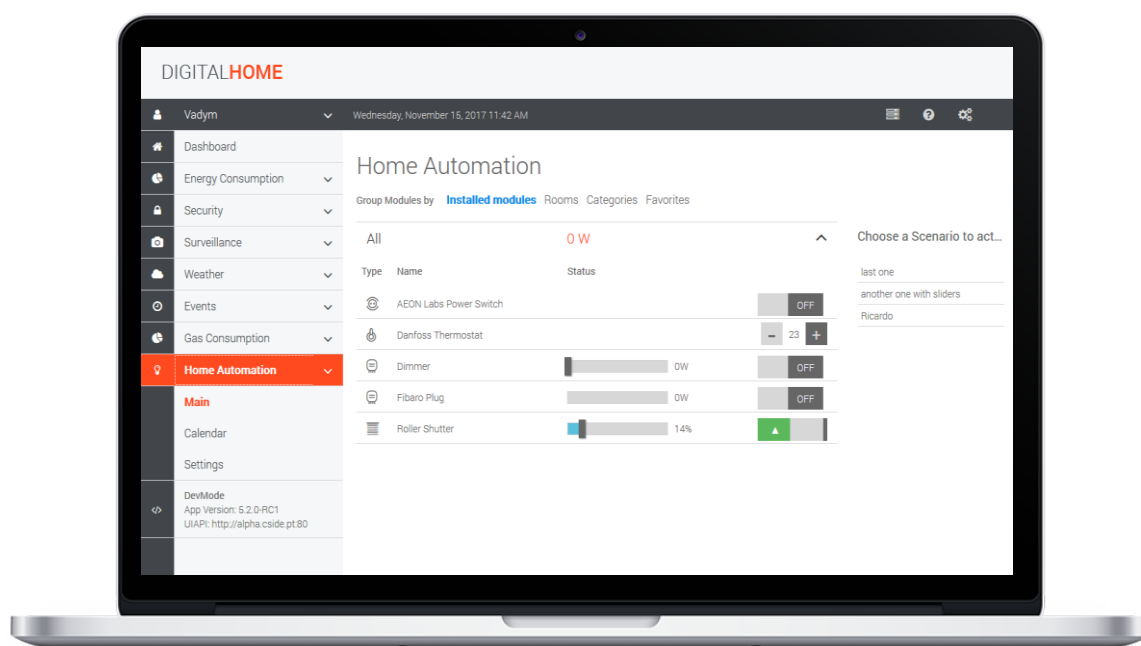 DIGITALHOME
Vadym
Wednesday, November 15, 2017 11:42 AM
Dashboard
Energy Consumption
Security
Surveillance
Weather
Events
Gas Consumption
Home Automation
Main
Calendar
Settings
DevMode
App Version: 5.2.0-RC1
UIAPI: http://alpha.cside.pt:80
Home Automation
Group Modules by Installed modules Rooms Categories Favorites
All 0 W
Type Name Status
AEON Labs Power Switch OFF
Danfoss Thermostat − 23 +
Dimmer 0W OFF
Fibaro Plug 0W OFF
Roller Shutter 14%
Choose a Scenario to act...
last one
another one with sliders
Ricardo